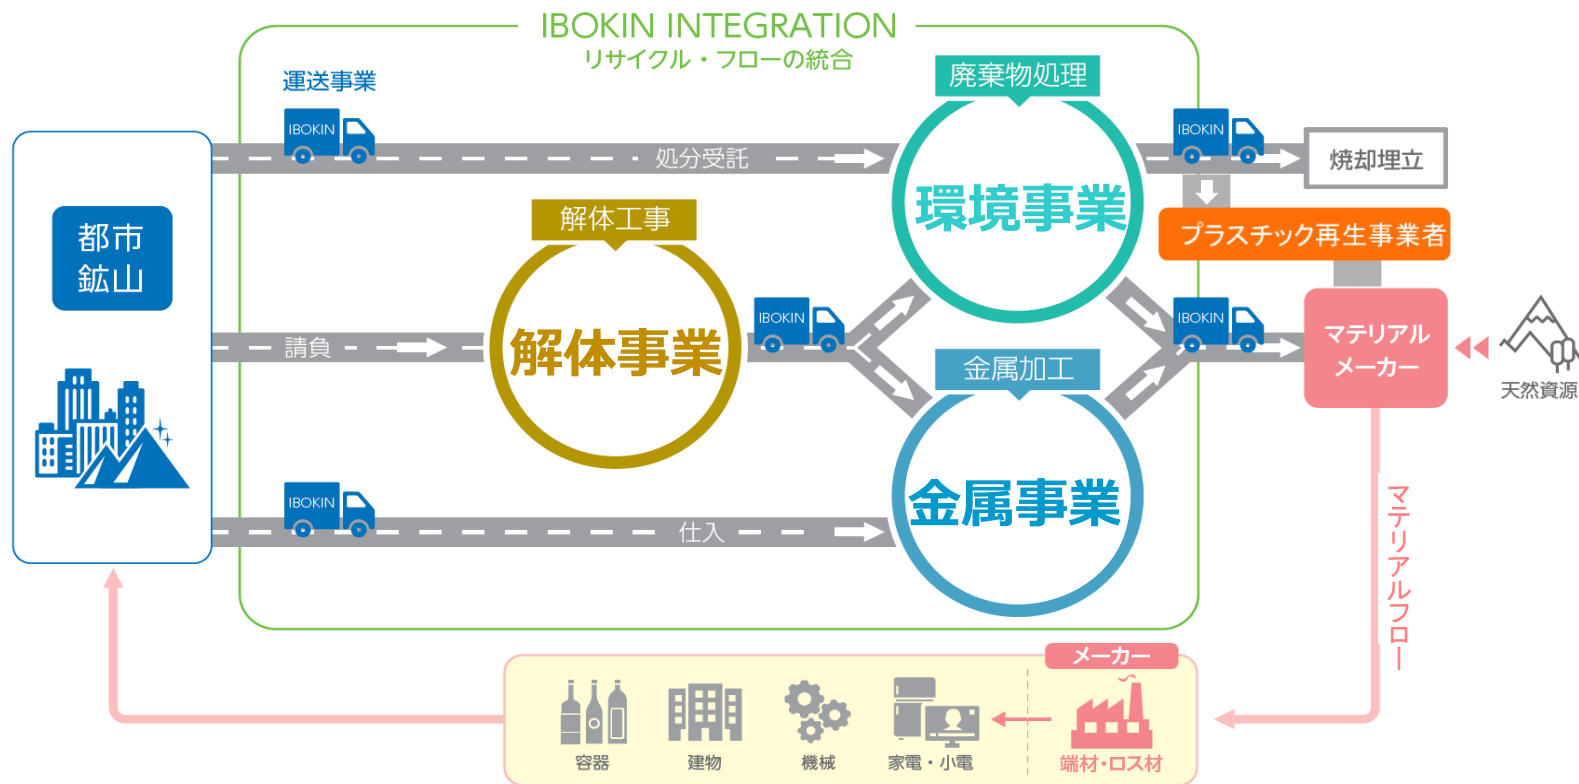 IBOKIN INTEGRATION
リサイクル・フローの統合
運送事業
廃棄物処理
IBOKIN
IBOKIN
処分受託
焼却埋立
環境事業
解体工事
プラスチック再生事業者
都市
鉱山
IBOKIN
IBOKIN
請負
解体事業
マテリアル
メーカー
天然資源
金属加工
IBOKIN
仕入
金属事業
マテリアルフロー
メーカー
容器
建物
機械
家電・小電
端材・ロス材